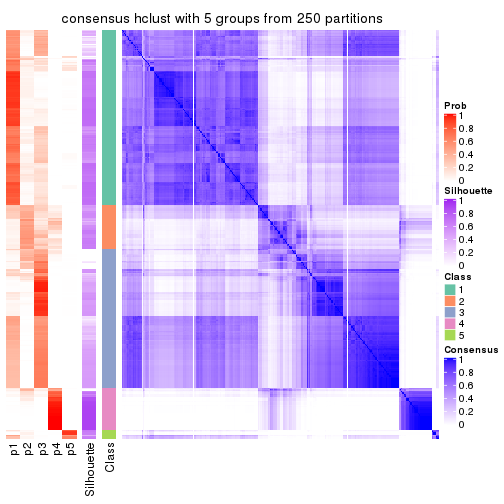 consensus hclust with 5 groups from 250 partitions
Prob
1
0.8
0.6
0.4
0.2
0
Silhouette
1
0.8
0.6
0.4
0.2
0
Class
1
2
3
4
5
Consensus
1
0.8
0.6
0.4
0.2
0
p1
p2
p3
p4
p5
Silhouette
Class